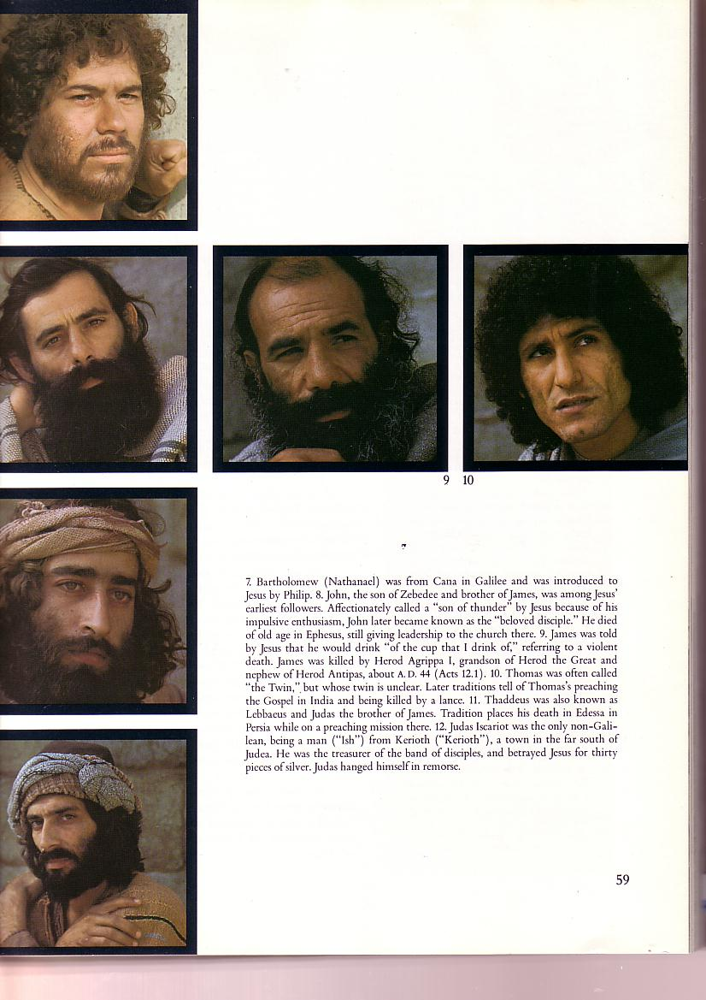 9 10
7. Bartholomew (Nathanael) was from Cana in Galilee and was introduced to
Jesus by Philip. 8. John, the son of Zebedee and brother of James, was among Jesus'
earliest followers. Affectionately called a “son of thunder” by Jesus because of his
impulsive enthusiasm, John later became known as the “beloved disciple.” He died
of old age in Ephesus, still giving leadership to the church there. 9. James was told
by Jesus that he would drink “of the cup that I drink of,” referring to a violent
death. James was killed by Herod Agrippa I, grandson of Herod the Great and
nephew of Herod Antipas, about A.D. 44 (Acts 12.1). 10. Thomas was often called
“the Twin,” but whose twin is unclear. Later traditions tell of Thomas's preaching
the Gospel in India and being killed by a lance. 11. Thaddeus was also known as
Lebbaeus and Judas the brother of James. Tradition places his death in Edessa in
Persia while on a preaching mission there. 12. Judas Iscariot was the only non-Gali-
lean, being a man (“Ish”) from Kerioth (“Kerioth”), a town in the far south of
Judea. He was the treasurer of the band of disciples, and betrayed Jesus for thirty
pieces of silver. Judas hanged himself in remorse.
59